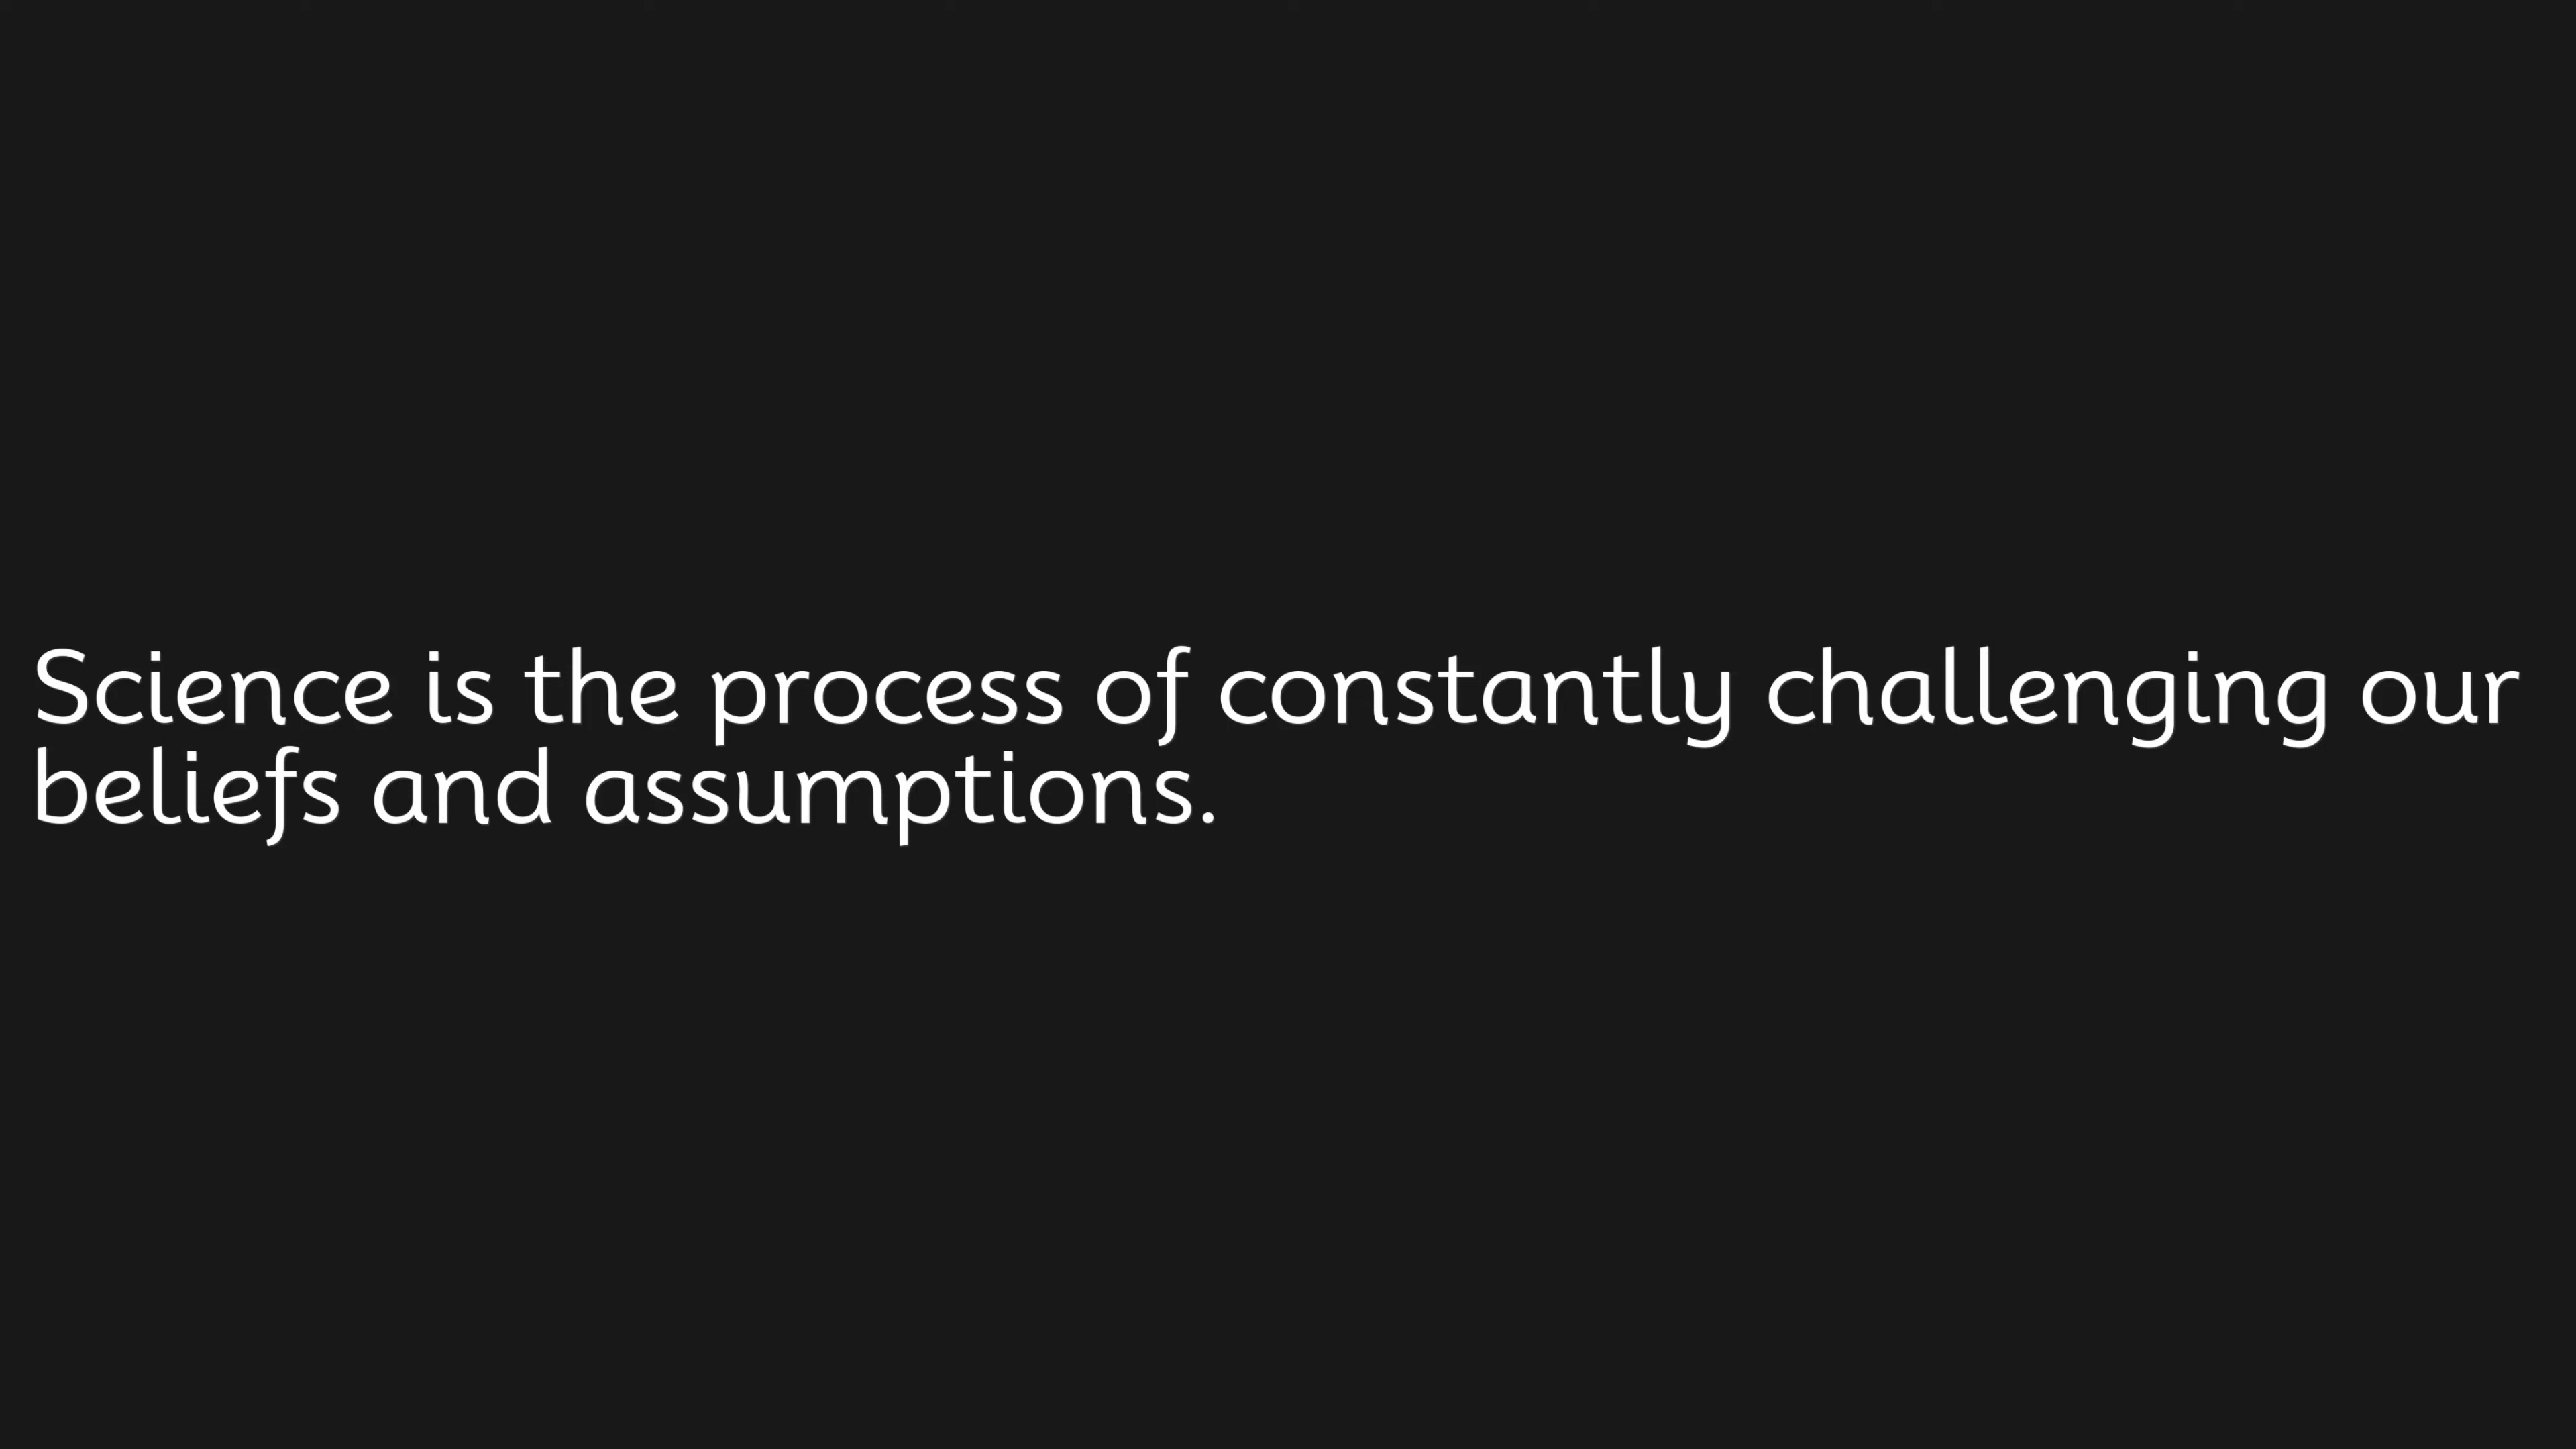 Science is the process of constantly challenging our
beliefs and assumptions.